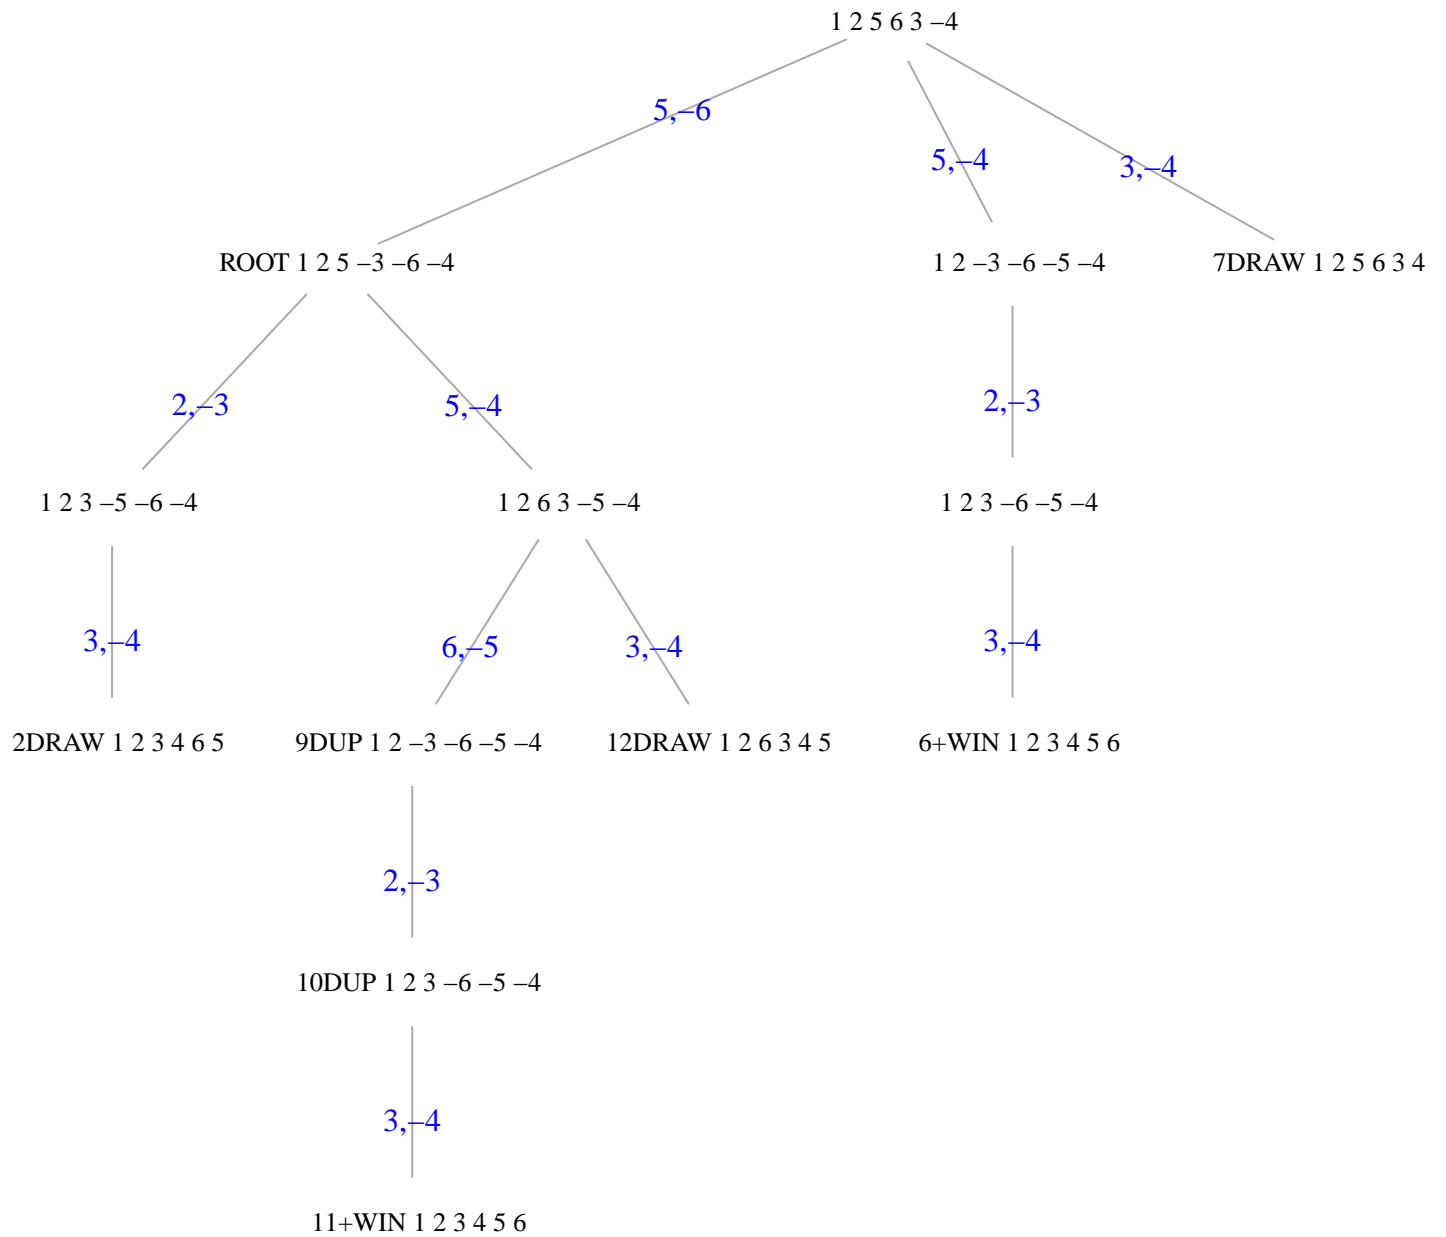 1 2 5 6 3 –4
5,–6
5,–4
3,–4
ROOT 1 2 5 –3 –6 –4
1 2 –3 –6 –5 –4
7DRAW 1 2 5 6 3 4
2,–3
5,–4
2,–3
1 2 3 –5 –6 –4
1 2 6 3 –5 –4
1 2 3 –6 –5 –4
3,–4
6,–5
3,–4
3,–4
2DRAW 1 2 3 4 6 5
9DUP 1 2 –3 –6 –5 –4
12DRAW 1 2 6 3 4 5
6+WIN 1 2 3 4 5 6
2,–3
10DUP 1 2 3 –6 –5 –4
3,–4
11+WIN 1 2 3 4 5 6